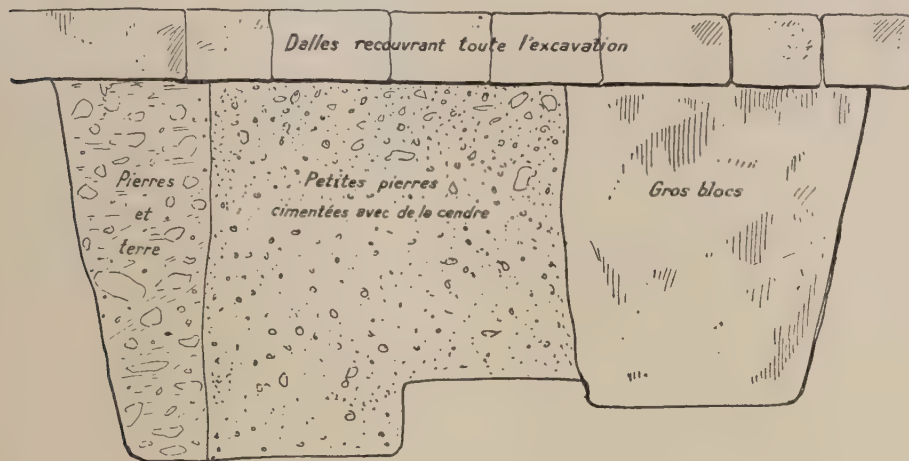 Dalles recouvrant toute l'excavation
Pierres
et
terre
Petites pierres
cimentées avec de la cendre
Gros blocs